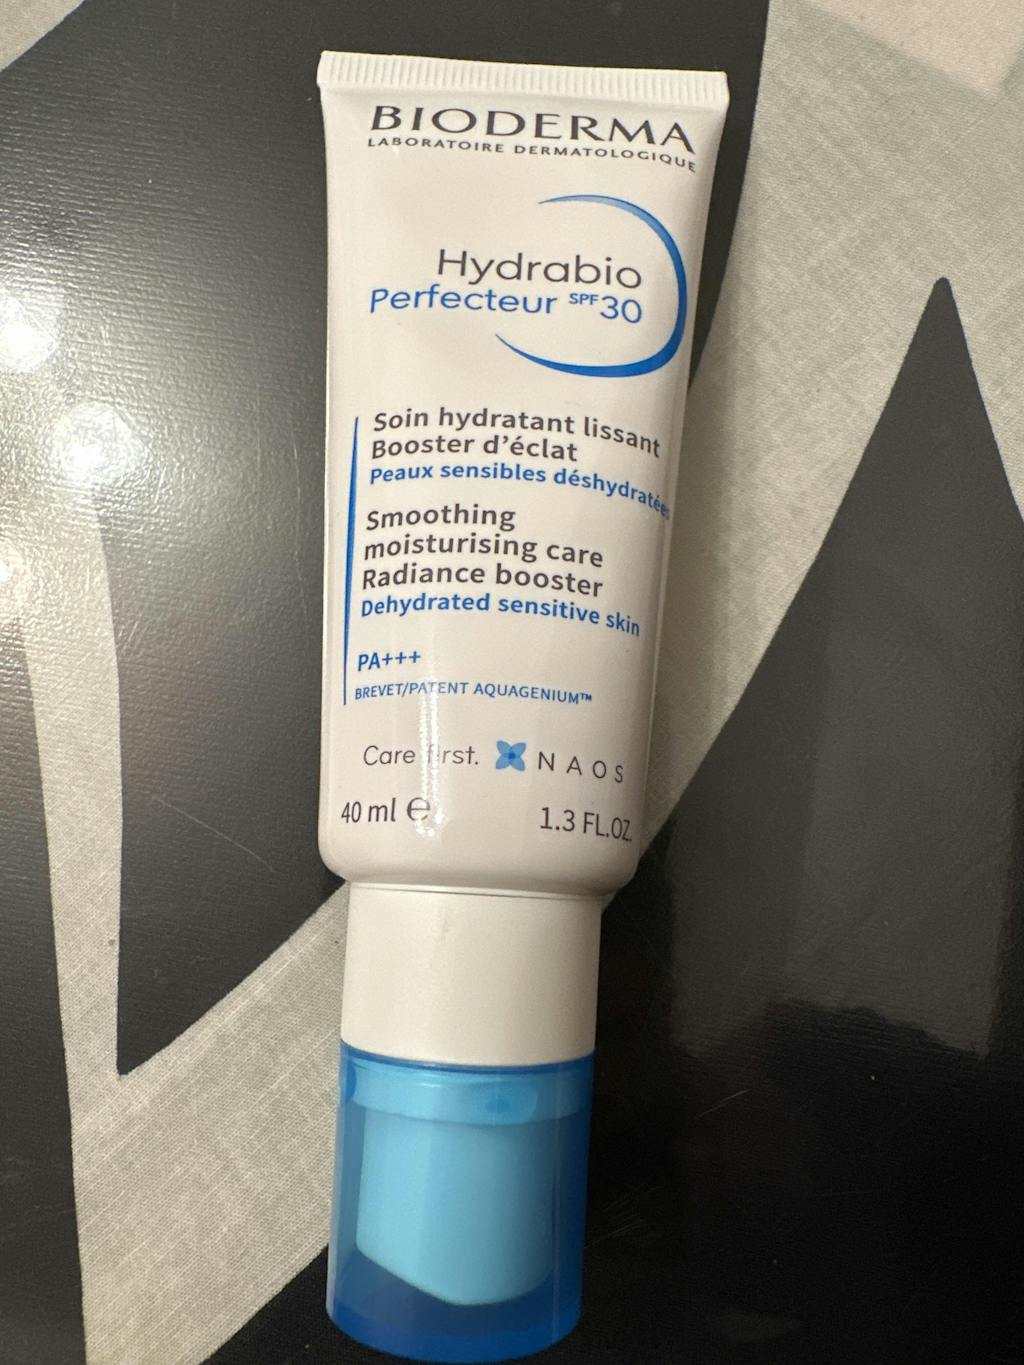 BIODERMA
LABORATOIRE DERMATOLOGIQUE
Hydrabio
Perfecteur SPF30
Soin hydratant lissant
Booster d'éclat
Peaux sensibles déshydratées
Smoothing
moisturising care
Radiance booster
Dehydrated sensitive skin
PA+++
BREVET/PATENT AQUAGENIUM™
Care first. NAOS
40 ml ℮ 1.3 FL.OZ.